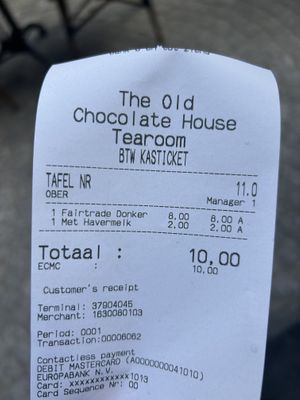 The Old
Chocolate House
Tearoom
BTW KASTICKET
TAFEL NR 11.0
OBER Manager 1
1 Fairtrade Donker 8.00 8.00 A
1 Met Havermelk 2.00 2.00 A
Totaal : 10,00
ECMC : 10.00
Customer's receipt
Terminal: 37904045
Merchant: 1630080103
Period: 0001
Transaction:00006062
Contactless payment
DEBIT MASTERCARD (A0000000041010)
EUROPABANK N.V.
Card: xxxxxxxxxxxx1013
Card Sequence Nr: 00